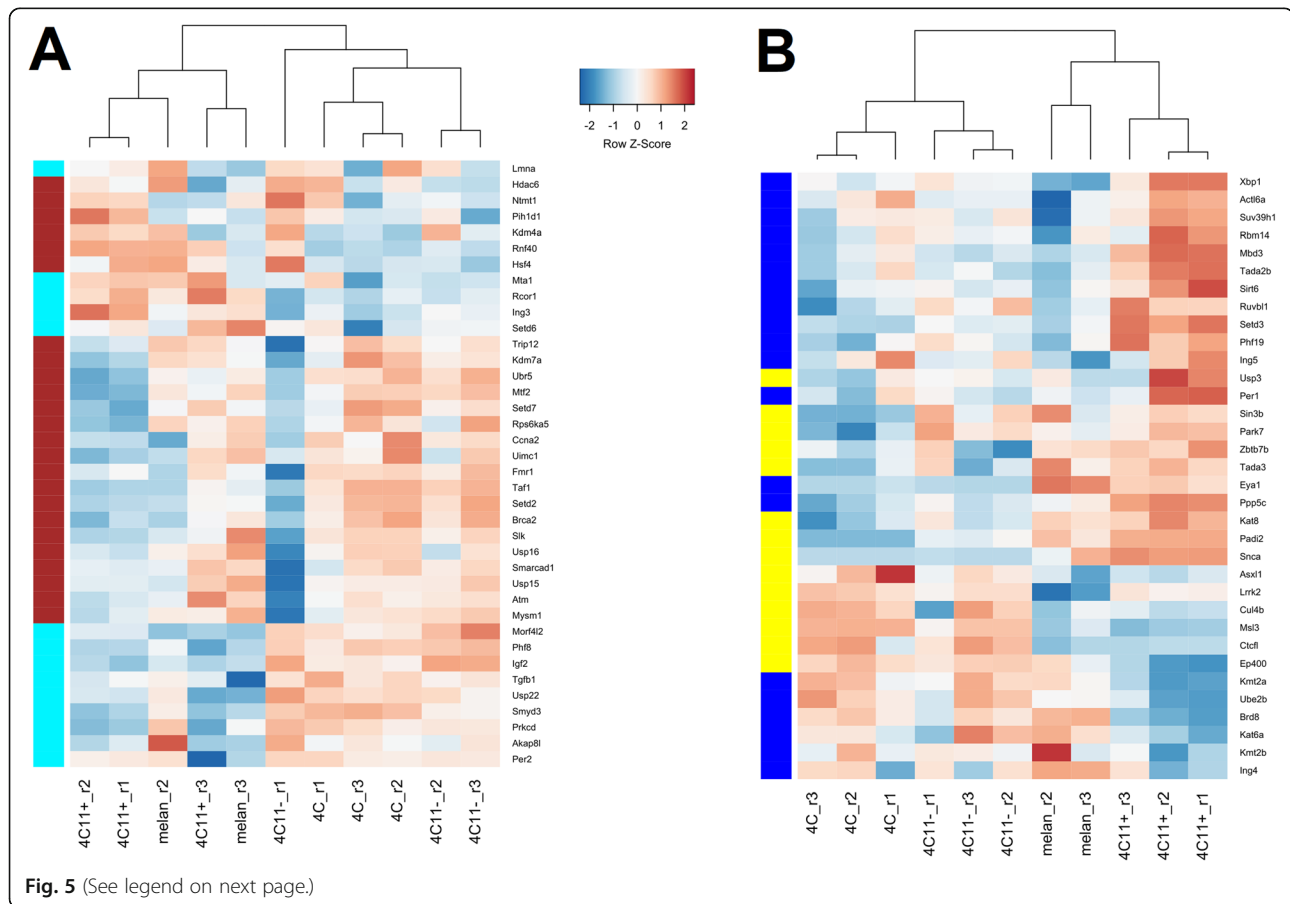 A
-2 -1 0 1 2
Row Z-Score
Lmna
Hdac6
Ntmt1
Pih1d1
Kdm4a
Rnf40
Hsf4
Mta1
Rcor1
Ing3
Setd6
Trip12
Kdm7a
Ubr5
Mtf2
Setd7
Rps6ka5
Ccna2
Uimc1
Fmr1
Taf1
Setd2
Brca2
Slk
Usp16
Smarcad1
Usp15
Atm
Mysm1
Morf4l2
Phf8
Igf2
Tgfb1
Usp22
Smyd3
Prkcd
Akap8l
Per2
4C11+_r2
4C11+_r1
melan_r2
4C11+_r3
melan_r3
4C11-_r1
4C_r1
4C_r3
4C_r2
4C11-_r2
4C11-_r3
B
Xbp1
Actl6a
Suv39h1
Rbm14
Mbd3
Tada2b
Sirt6
Ruvbl1
Setd3
Phf19
Ing5
Usp3
Per1
Sin3b
Park7
Zbtb7b
Tada3
Eya1
Ppp5c
Kat8
Padi2
Snca
Asxl1
Lrrk2
Cul4b
Msl3
Ctcfl
Ep400
Kmt2a
Ube2b
Brd8
Kat6a
Kmt2b
Ing4
4C_r3
4C_r2
4C_r1
4C11-_r1
4C11-_r3
4C11-_r2
melan_r2
melan_r3
4C11+_r3
4C11+_r2
4C11+_r1
Fig. 5 (See legend on next page.)